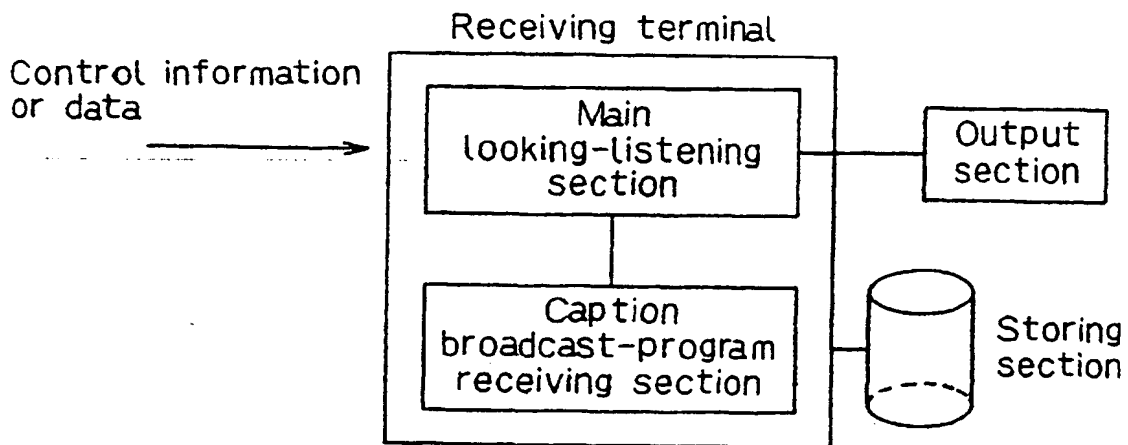 Receiving terminal
Control information
or data
Main
looking-listening
section
Output
section
Caption
broadcast-program
receiving section
Storing
section